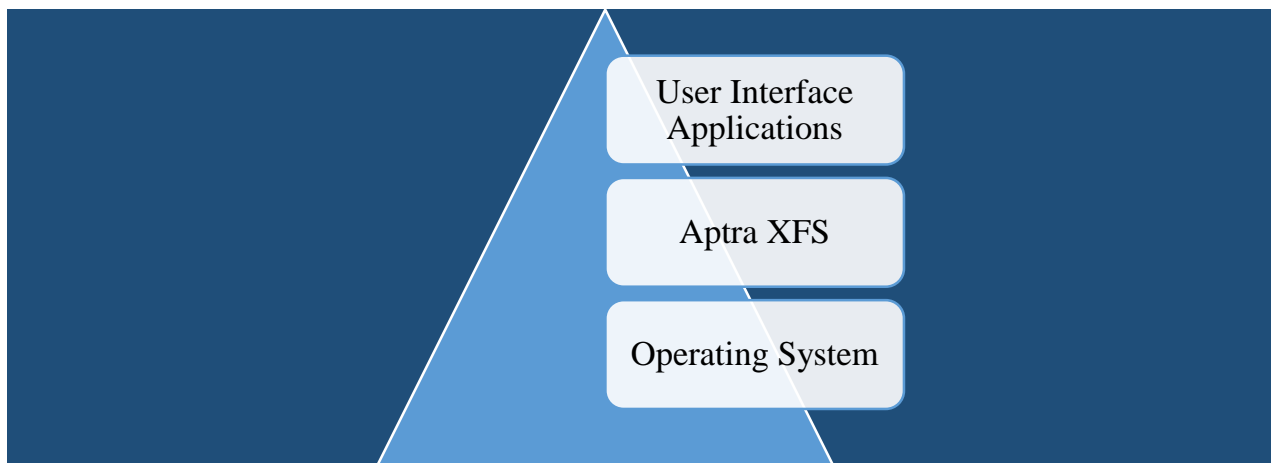 User Interface
Applications
Aptra XFS
Operating System